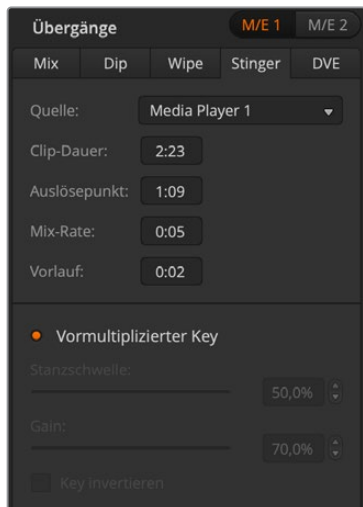 Übergänge M/E 1 M/E 2
Mix Dip Wipe Stinger DVE
Quelle: Media Player 1
Clip-Dauer: 2:23
Auslösepunkt: 1:09
Mix-Rate: 0:05
Vorlauf: 0:02
Vormultiplizierter Key
Stanzschwelle:
50,0%
Gain:
70,0%
Key invertieren